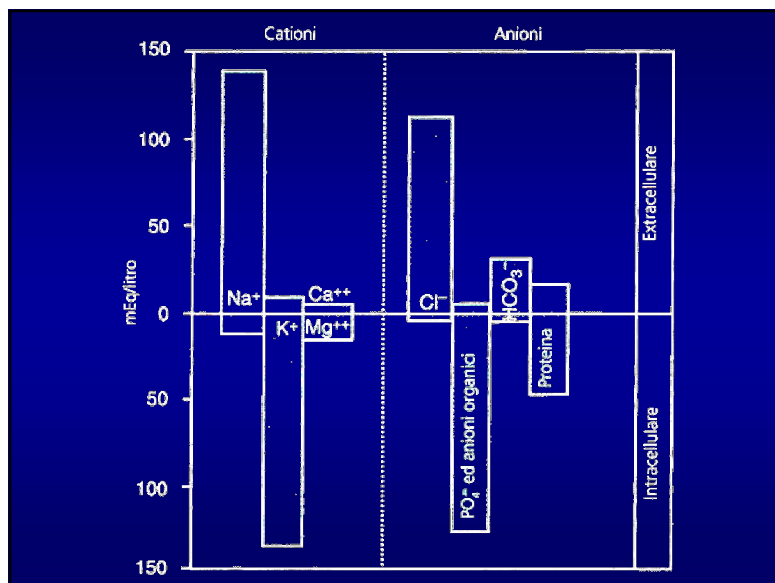 Cationi
Anioni
150
100
50
0
50
100
150
mEq/litro
Na⁺
K⁺
Ca⁺⁺
Mg⁺⁺
Cl⁻
PO₄⁼ ed anioni organici
HCO₃⁻
Proteina
Extracellulare
Intracellulare